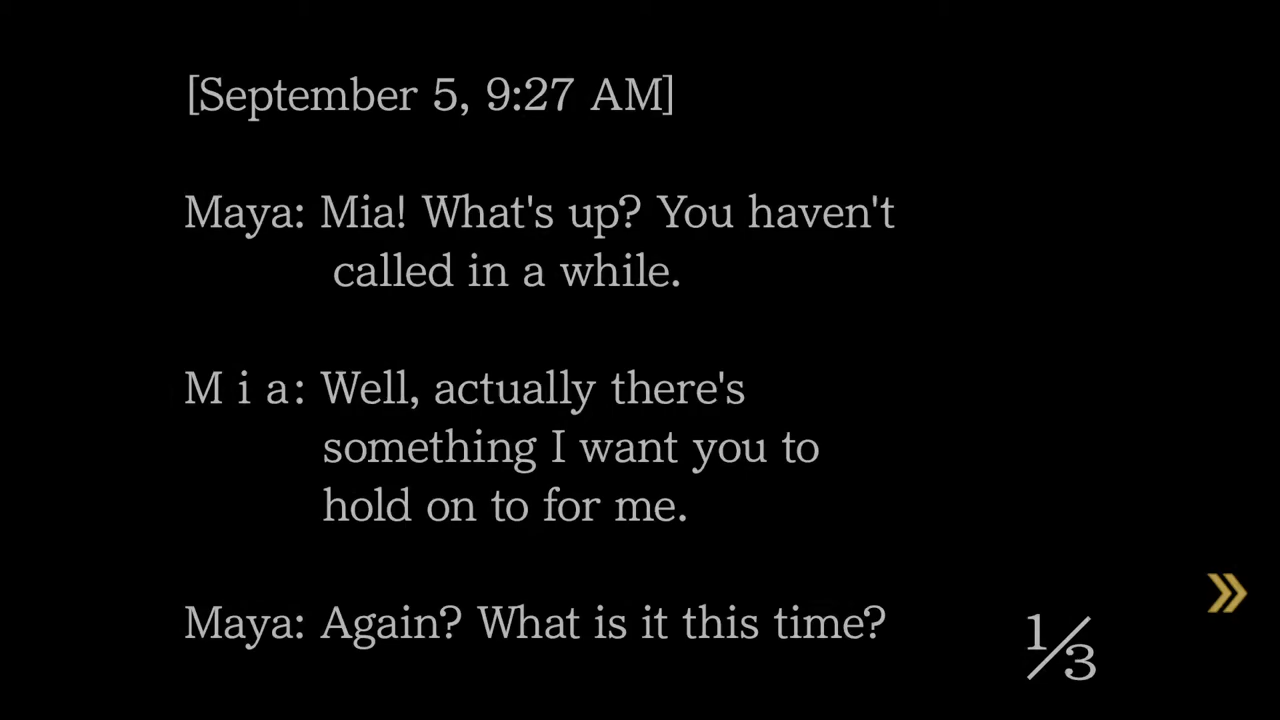 [September 5, 9:27 AM]
Maya: Mia! What's up? You haven't
called in a while.
M i a: Well, actually there's
something I want you to
hold on to for me.
Maya: Again? What is it this time?
1/3